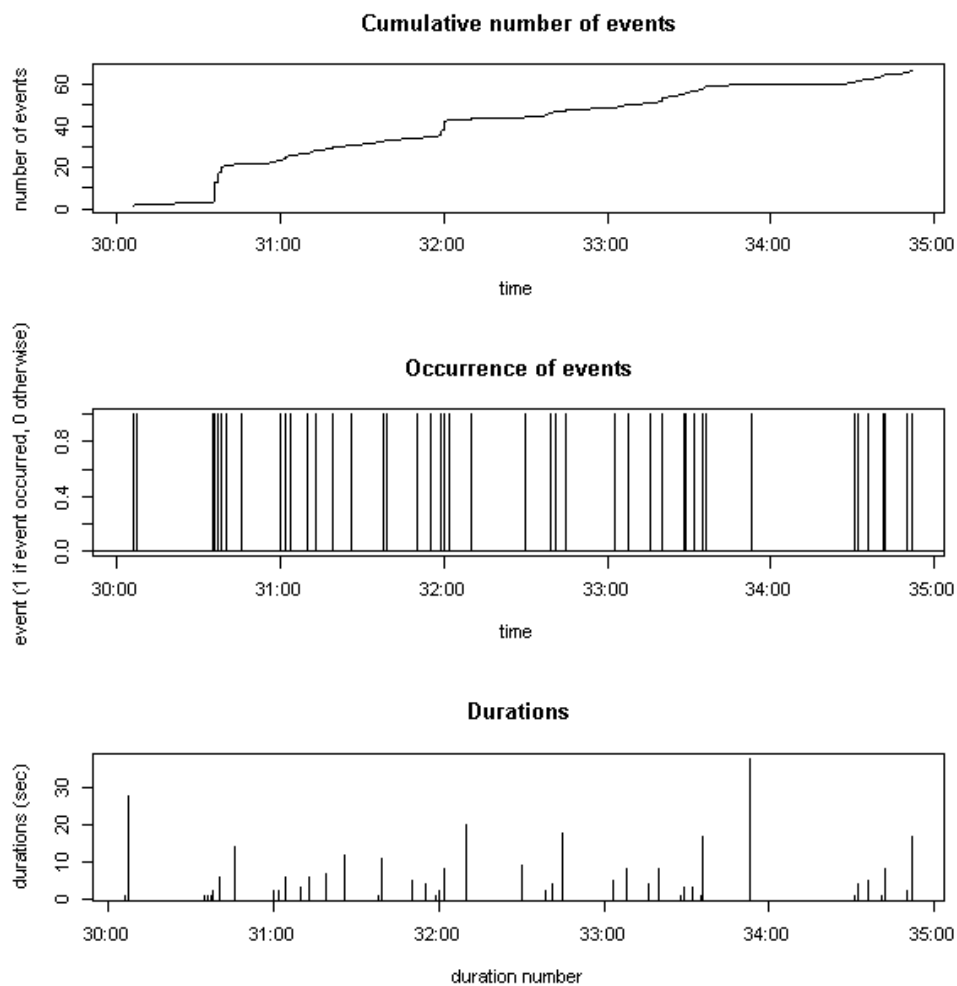 Cumulative number of events
number of events
0 20 40 60
30:00 31:00 32:00 33:00 34:00 35:00
time
Occurrence of events
event (1 if event occurred, 0 otherwise)
0.0 0.4 0.8
30:00 31:00 32:00 33:00 34:00 35:00
time
Durations
durations (sec)
0 10 20 30
30:00 31:00 32:00 33:00 34:00 35:00
duration number